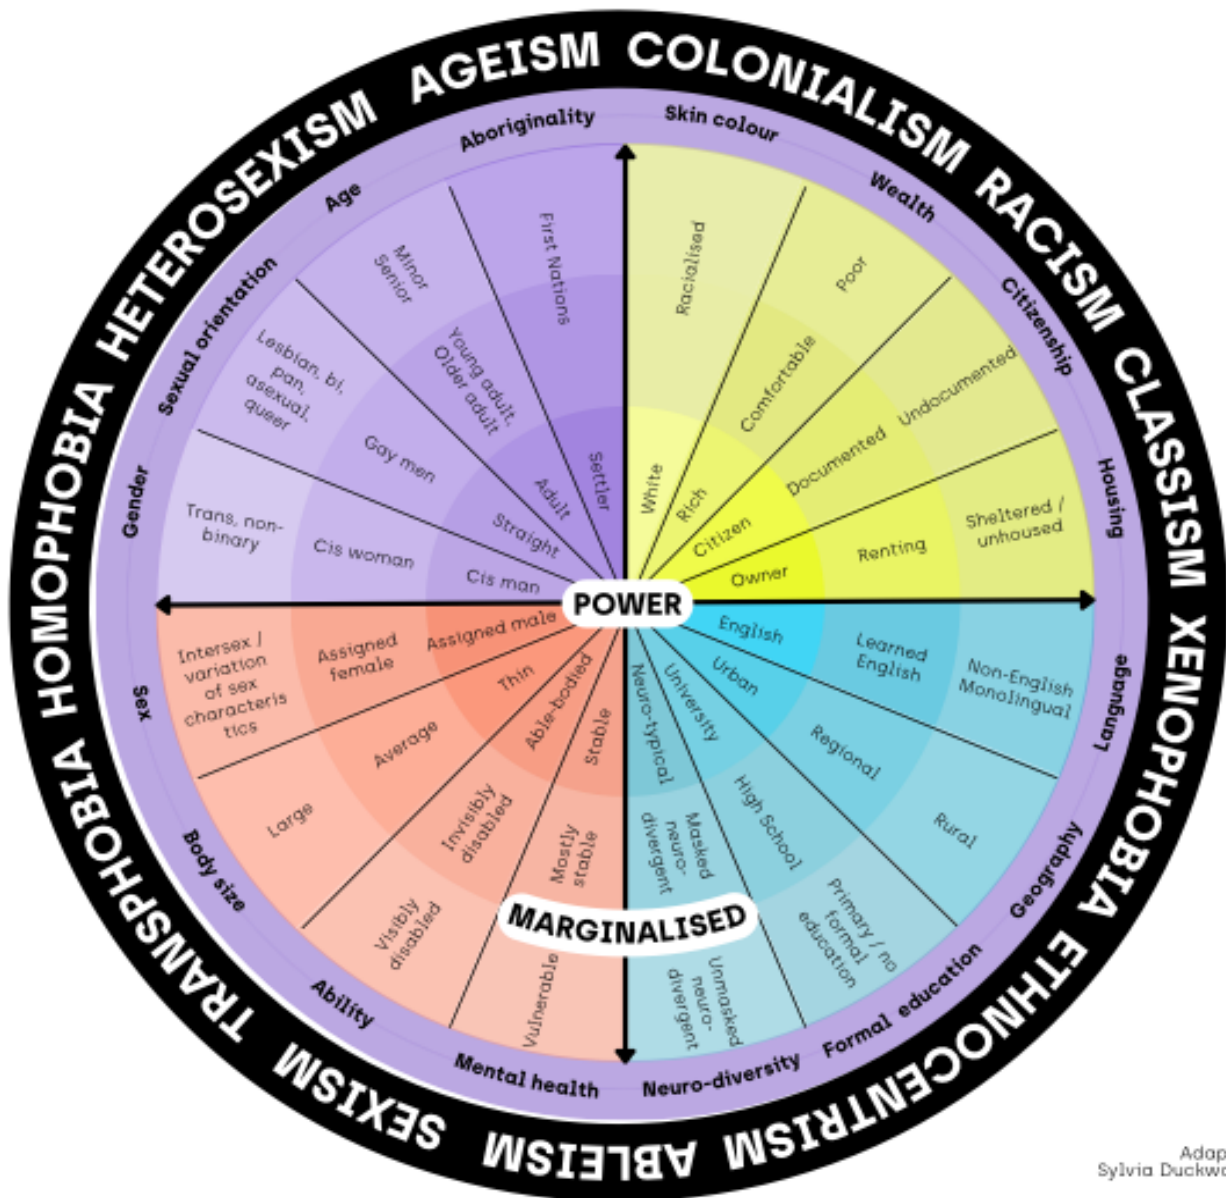 AGEISM
COLONIALISM
RACISM
CLASSISM
XENOPHOBIA
ETHNOCENTRISM
ABLEISM
SEXISM
TRANSPHOBIA
HOMOPHOBIA
HETEROSEXISM
Skin colour
Racialised
White
Wealth
Poor
Comfortable
Rich
Citizenship
Undocumented
Documented
Citizen
Housing
Sheltered /
unhoused
Renting
Owner
Language
Non-English
Monolingual
Learned
English
English
Geography
Rural
Regional
Urban
Formal education
Primary / no
formal
education
High School
University
Neuro-diversity
Unmasked
neuro-
divergent
Masked
neuro-
divergent
Neuro-typical
Mental health
Vulnerable
Mostly
stable
Stable
Ability
Visibly
disabled
Invisibly
disabled
Able-bodied
Body size
Large
Average
Thin
Sex
Intersex /
variation
of sex
characteris
tics
Assigned
female
Assigned male
Gender
Trans, non-
binary
Cis woman
Cis man
Sexual orientation
Lesbian, bi,
pan,
asexual,
queer
Gay men
Straight
Age
Minor
Senior
Young adult,
Older adult
Adult
Aboriginality
First Nations
Settler
POWER
MARGINALISED
Adap
Sylvia Duckw